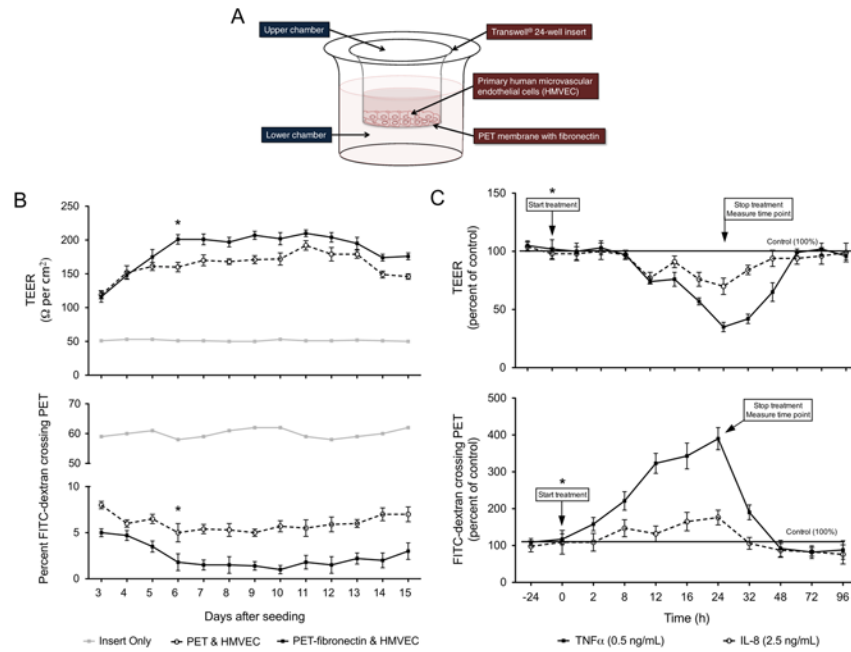 A
Upper chamber
Transwell® 24-well insert
Primary human microvascular
endothelial cells (HMVEC)
Lower chamber
PET membrane with fibronectin
B
TEER
(Ω per cm²)
250
200
150
100
50
0
*
Percent FITC-dextran crossing PET
70
60
50
10
5
0
*
3 4 5 6 7 8 9 10 11 12 13 14 15
Days after seeding
Insert Only
PET & HMVEC
PET-fibronectin & HMVEC
C
TEER
(percent of control)
150
100
50
0
*
Start treatment
Stop treatment
Measure time point
Control (100%)
FITC-dextran crossing PET
(percent of control)
500
400
300
200
100
0
*
Start treatment
Stop treatment
Measure time point
Control (100%)
-24 0 2 8 12 16 24 32 48 72 96
Time (h)
TNFα (0.5 ng/mL)
IL-8 (2.5 ng/mL)